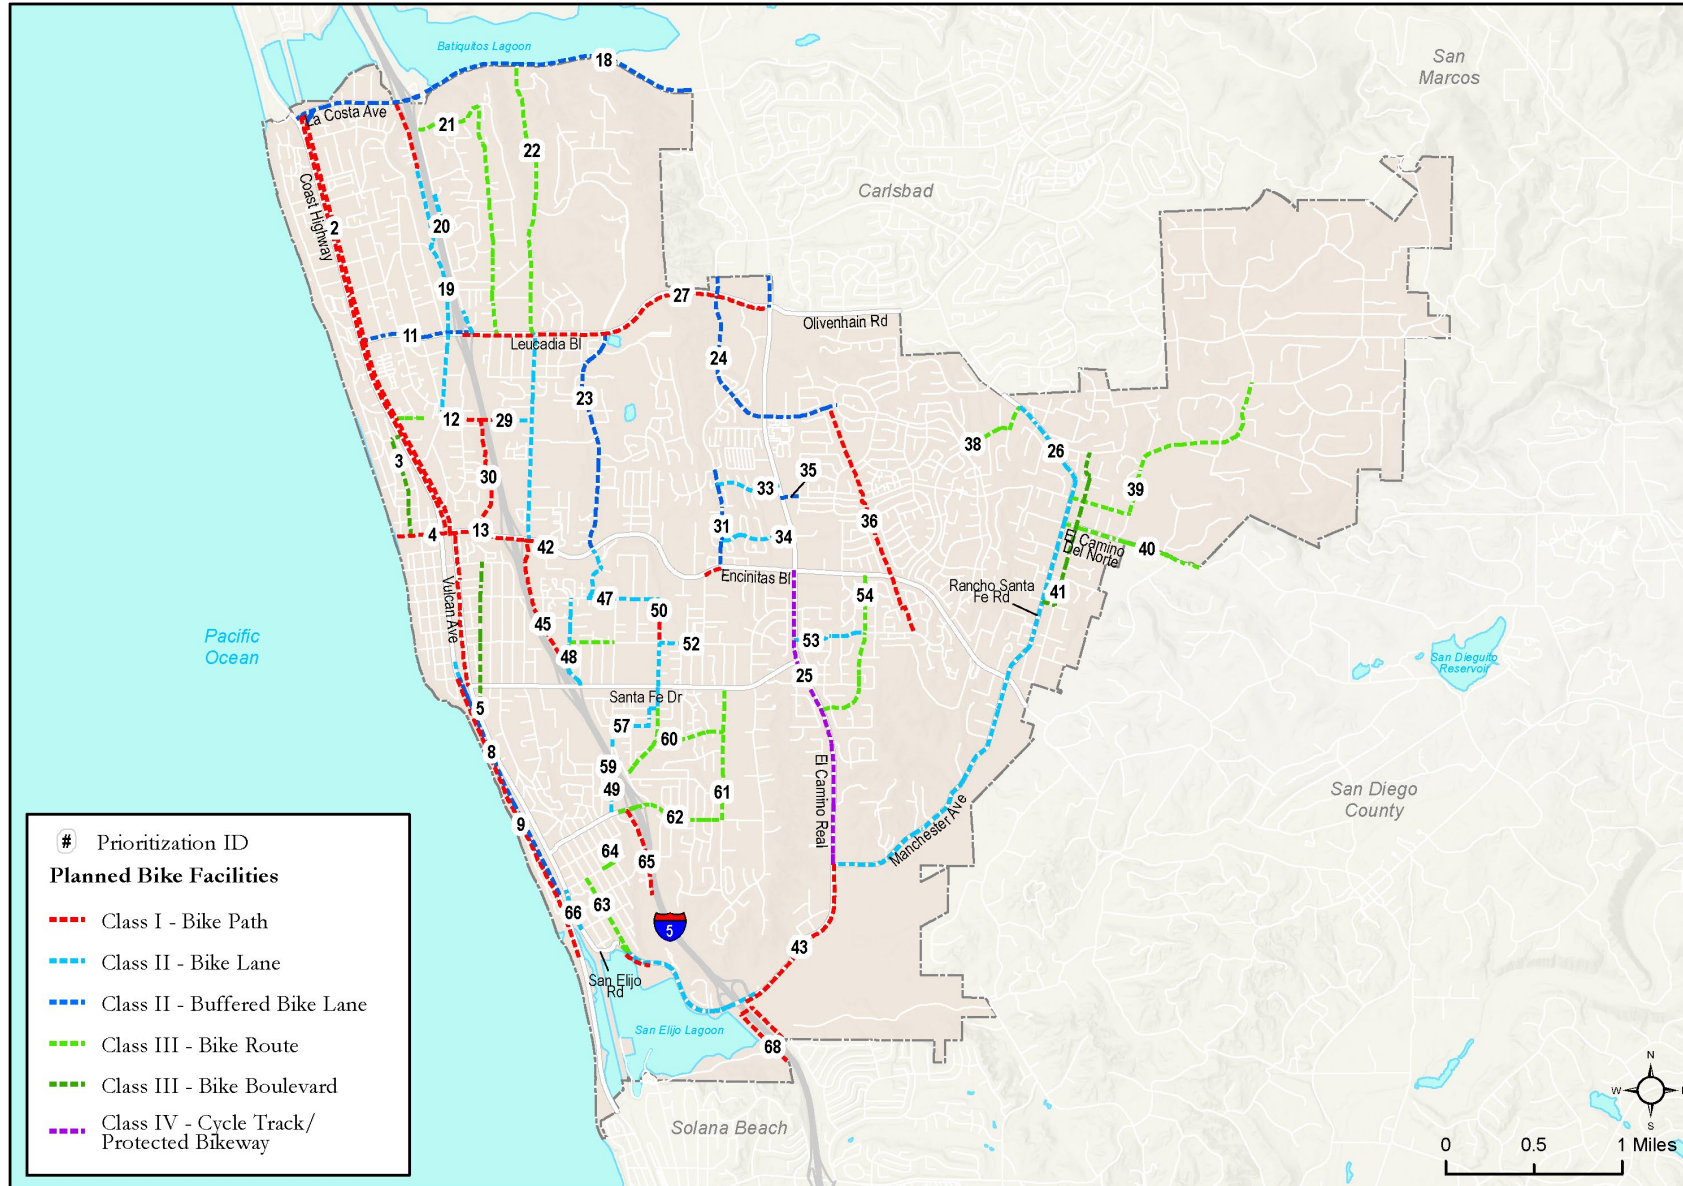 Batiquitos Lagoon
18
San
Marcos
La Costa Ave
21
22
Carlsbad
Coast Highway
2
20
19
27
Olivenhain Rd
11
Leucadia Bl
24
23
12
29
38
26
3
30
35
33
39
36
31
34
4
13
42
El Camino
Del Norte
40
Encinitas Bl
Rancho Santa
Fe Rd
41
Vulcan Ave
47
50
54
45
Pacific
Ocean
48
52
53
San Dieguito
Reservoir
25
Santa Fe Dr
5
57
60
8
59
49
61
El Camino Real
San Diego
County
62
9
Manchester Ave
64
65
63
66
5
43
San Elijo
Rd
San Elijo Lagoon
68
Solana Beach
# Prioritization ID
Planned Bike Facilities
Class I - Bike Path
Class II - Bike Lane
Class II - Buffered Bike Lane
Class III - Bike Route
Class III - Bike Boulevard
Class IV - Cycle Track/
Protected Bikeway
N
W
S
0 0.5 1 Miles